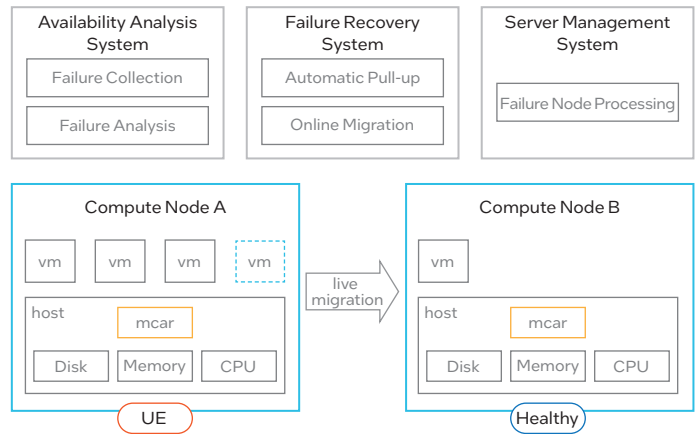 Availability Analysis
System
Failure Collection
Failure Analysis
Failure Recovery
System
Automatic Pull-up
Online Migration
Server Management
System
Failure Node Processing
Compute Node A
vm
vm
vm
vm
host
mcar
Disk
Memory
CPU
UE
live
migration
Compute Node B
vm
host
mcar
Disk
Memory
CPU
Healthy